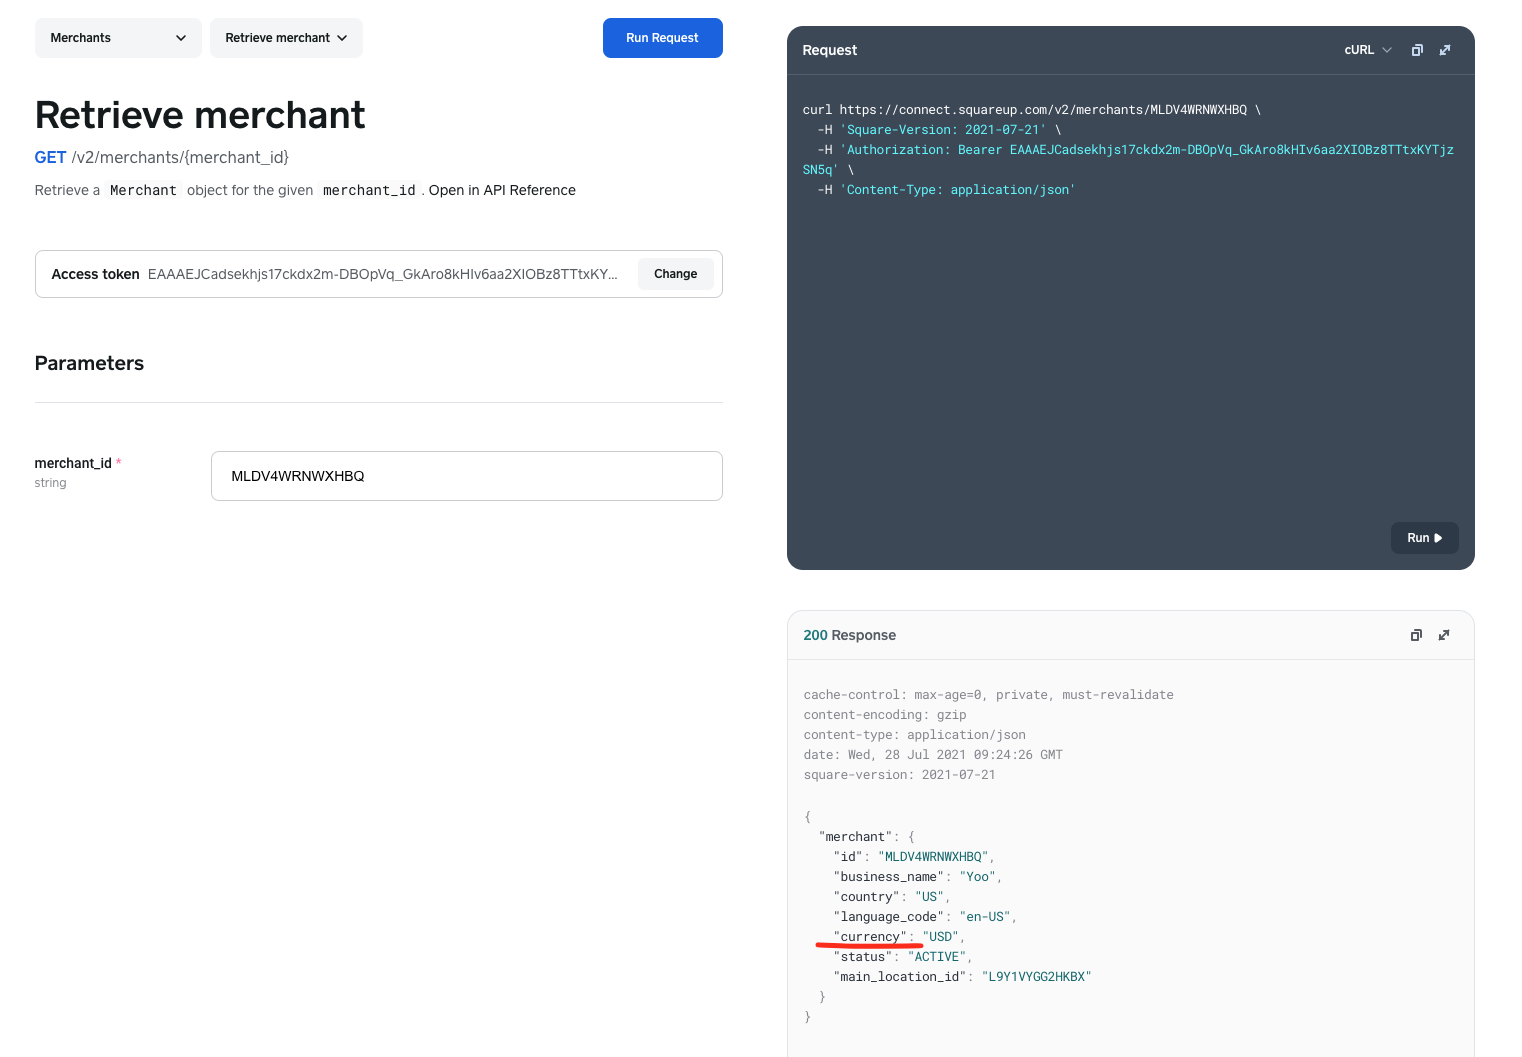 Merchants
Retrieve merchant
Run Request
Retrieve merchant
GET /v2/merchants/{merchant_id}
Retrieve a Merchant object for the given merchant_id. Open in API Reference
Access token EAAAEJCadsekhjs17ckdx2m-DBOpVq_GkAro8kHIv6aa2XIOBz8TTtxKY...
Change
Parameters
merchant_id *
string
MLDV4WRNWXHBQ
Request
cURL
curl https://connect.squareup.com/v2/merchants/MLDV4WRNWXHBQ \
-H 'Square-Version: 2021-07-21' \
-H 'Authorization: Bearer EAAAEJCadsekhjs17ckdx2m-DBOpVq_GkAro8kHIv6aa2XIOBz8TTtxKYTjz
SN5q' \
-H 'Content-Type: application/json'
Run
200 Response
cache-control: max-age=0, private, must-revalidate
content-encoding: gzip
content-type: application/json
date: Wed, 28 Jul 2021 09:24:26 GMT
square-version: 2021-07-21
{
"merchant": {
"id": "MLDV4WRNWXHBQ",
"business_name": "Yoo",
"country": "US",
"language_code": "en-US",
"currency": "USD",
"status": "ACTIVE",
"main_location_id": "L9Y1VYGG2HKBX"
}
}